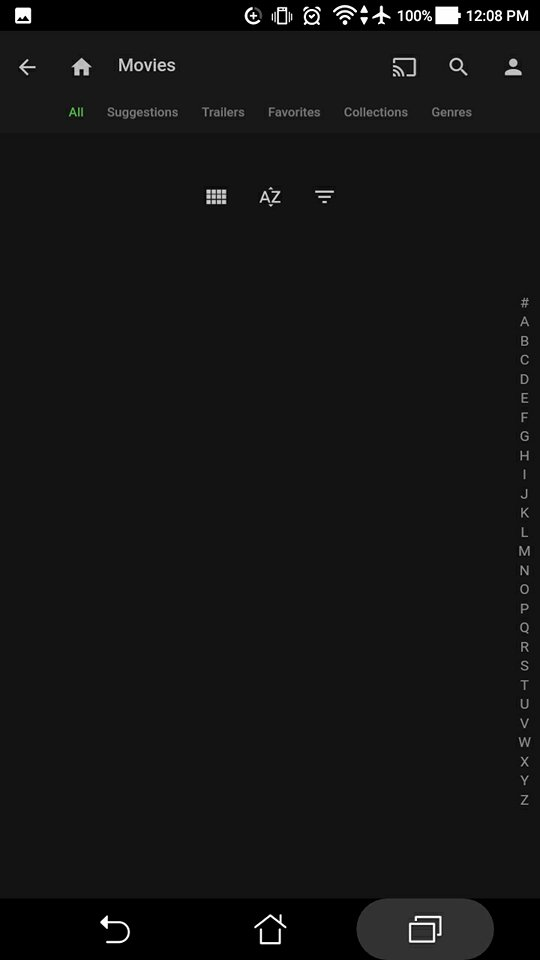 100% 12:08 PM
Movies
All Suggestions Trailers Favorites Collections Genres
AZ
#
A
B
C
D
E
F
G
H
I
J
K
L
M
N
O
P
Q
R
S
T
U
V
W
X
Y
Z